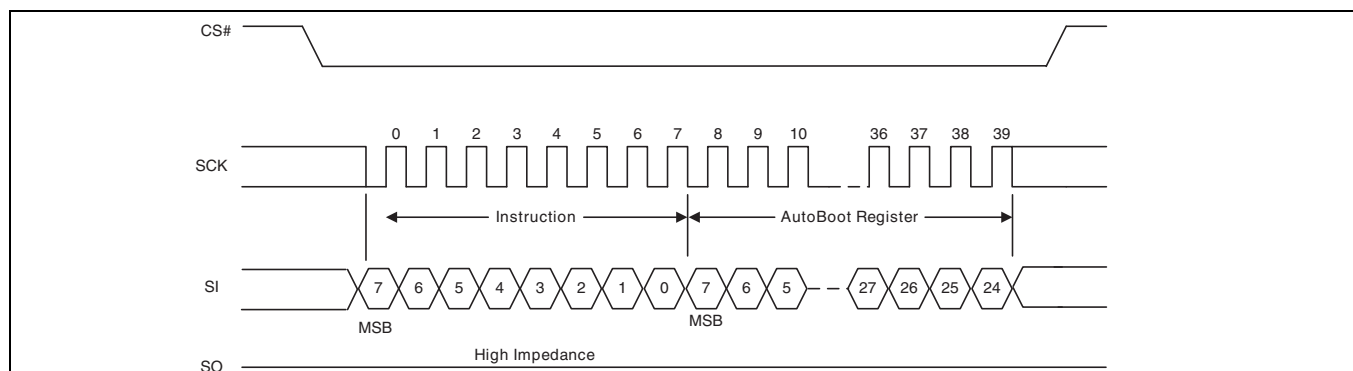 CS#
0 1 2 3 4 5 6 7 8 9 10 36 37 38 39
SCK
Instruction AutoBoot Register
SI 7 6 5 4 3 2 1 0 7 6 5 27 26 25 24
MSB MSB
High Impedance
SO